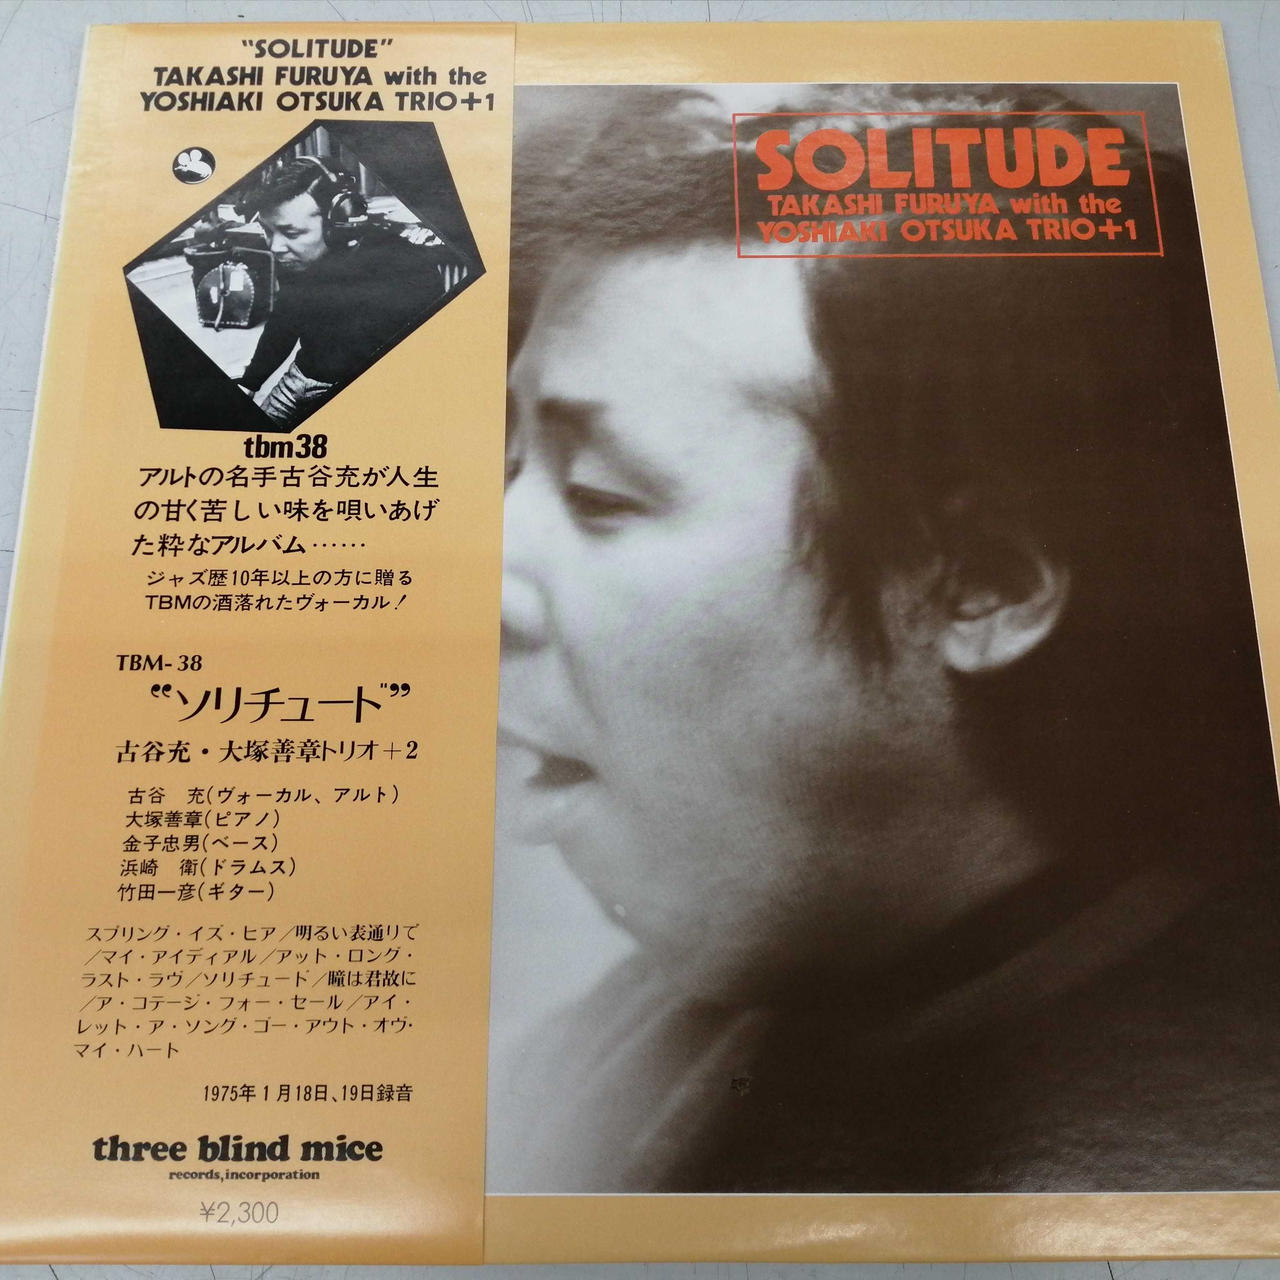 “SOLITUDE”
TAKASHI FURUYA with the
YOSHIAKI OTSUKA TRIO+1
tbm38
アルトの名手古谷充が人生
の甘く苦しい味を唄いあげ
た粋なアルバム……
ジャズ歴10年以上の方に贈る
TBMの洒落れたヴォーカル!
TBM-38
“ソリチュード”
古谷充・大塚善章トリオ+2
古谷 充(ヴォーカル、アルト)
大塚善章(ピアノ)
金子忠男(ベース)
浜崎 衛(ドラムス)
竹田一彦(ギター)
スプリング・イズ・ヒア/明るい表通りで
/マイ・アイディアル/アット・ロング・
ラスト・ラヴ/ソリチュード/瞳は君故に
/ア・コテージ・フォー・セール/アイ・
レット・ア・ソング・ゴー・アウト・オヴ・
マイ・ハート
1975年1月18日、19日録音
three blind mice
records, incorporation
¥2,300
SOLITUDE
TAKASHI FURUYA with the
YOSHIAKI OTSUKA TRIO+1